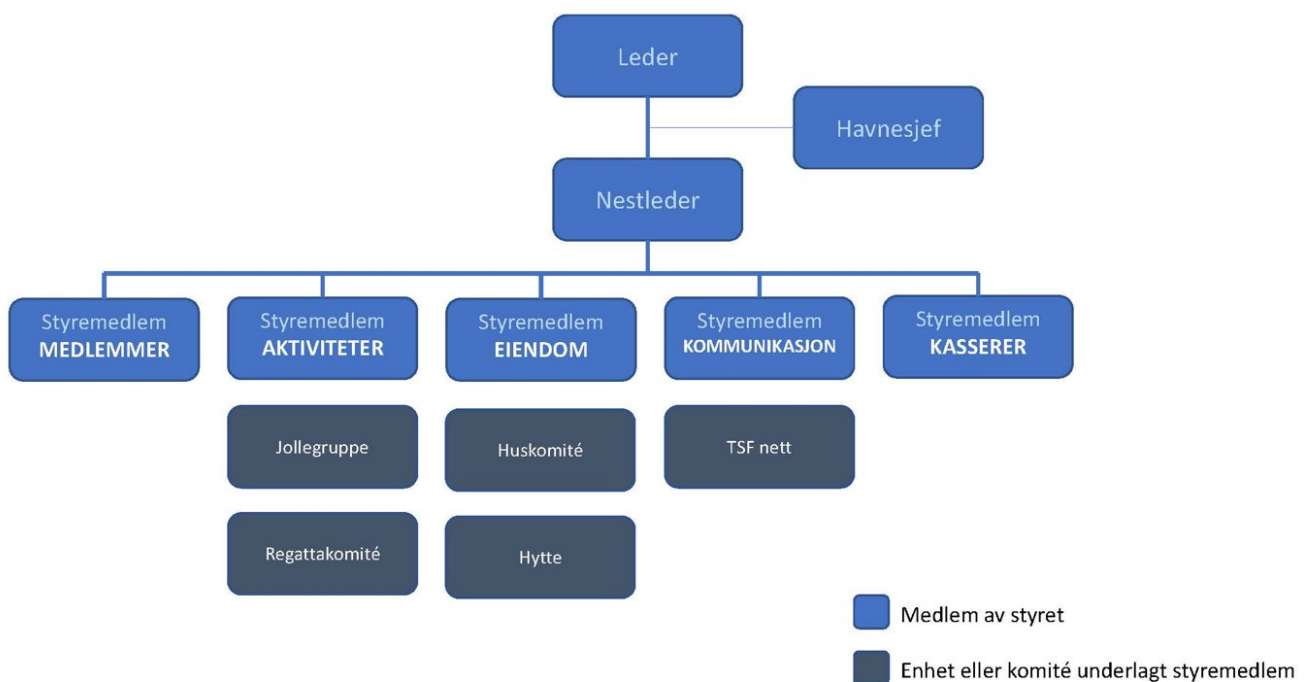 Leder
Havnesjef
Nestleder
Styremedlem
MEDLEMMER
Styremedlem
AKTIVITETER
Styremedlem
EIENDOM
Styremedlem
KOMMUNIKASJON
Styremedlem
KASSERER
Jollegruppe
Huskomité
TSF nett
Regattakomité
Hytte
Medlem av styret
Enhet eller komité underlagt styremedlem